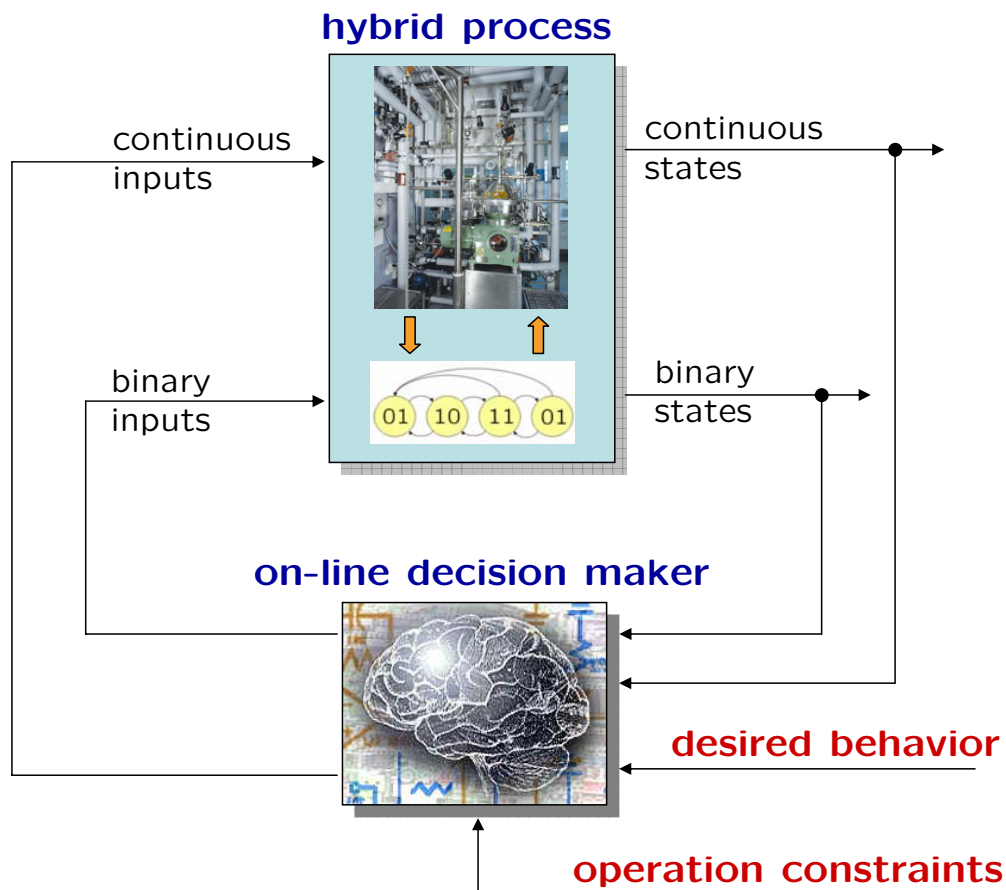 hybrid process
continuous
inputs
continuous
states
binary
inputs
binary
states
01 10 11 01
on-line decision maker
desired behavior
operation constraints